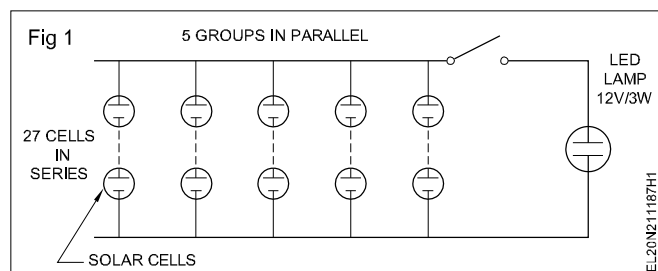 Fig 1
5 GROUPS IN PARALLEL
LED
LAMP
12V/3W
27 CELLS
IN
SERIES
SOLAR CELLS
EL20N211187H1